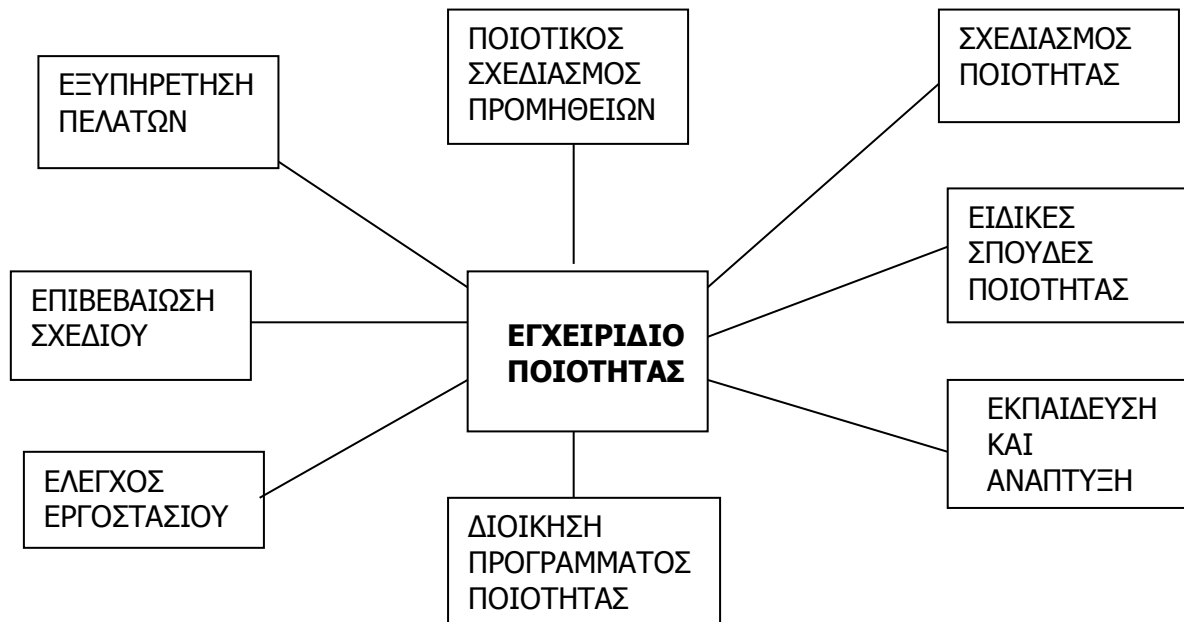 ΠΟΙΟΤΙΚΟΣ
ΣΧΕΔΙΑΣΜΟΣ
ΠΡΟΜΗΘΕΙΩΝ
ΣΧΕΔΙΑΣΜΟΣ
ΠΟΙΟΤΗΤΑΣ
ΕΞΥΠΗΡΕΤΗΣΗ
ΠΕΛΑΤΩΝ
ΕΙΔΙΚΕΣ
ΣΠΟΥΔΕΣ
ΠΟΙΟΤΗΤΑΣ
ΕΠΙΒΕΒΑΙΩΣΗ
ΣΧΕΔΙΟΥ
ΕΓΧΕΙΡΙΔΙΟ
ΠΟΙΟΤΗΤΑΣ
ΕΚΠΑΙΔΕΥΣΗ
ΚΑΙ
ΑΝΑΠΤΥΞΗ
ΕΛΕΓΧΟΣ
ΕΡΓΟΣΤΑΣΙΟΥ
ΔΙΟΙΚΗΣΗ
ΠΡΟΓΡΑΜΜΑΤΟΣ
ΠΟΙΟΤΗΤΑΣ